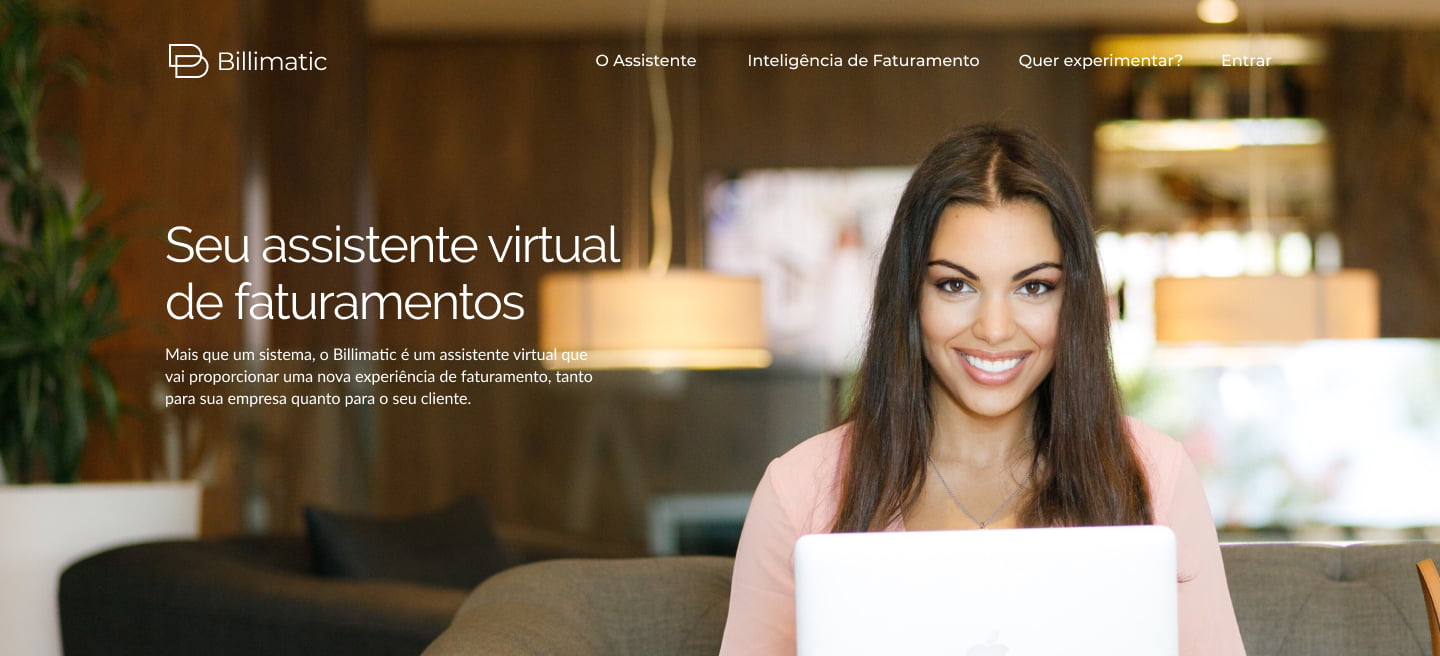 Billimatic
O Assistente
Inteligência de Faturamento
Quer experimentar?
Entrar
Seu assistente virtual
de faturamentos
Mais que um sistema, o Billimatic é um assistente virtual que
vai proporcionar uma nova experiência de faturamento, tanto
para sua empresa quanto para o seu cliente.